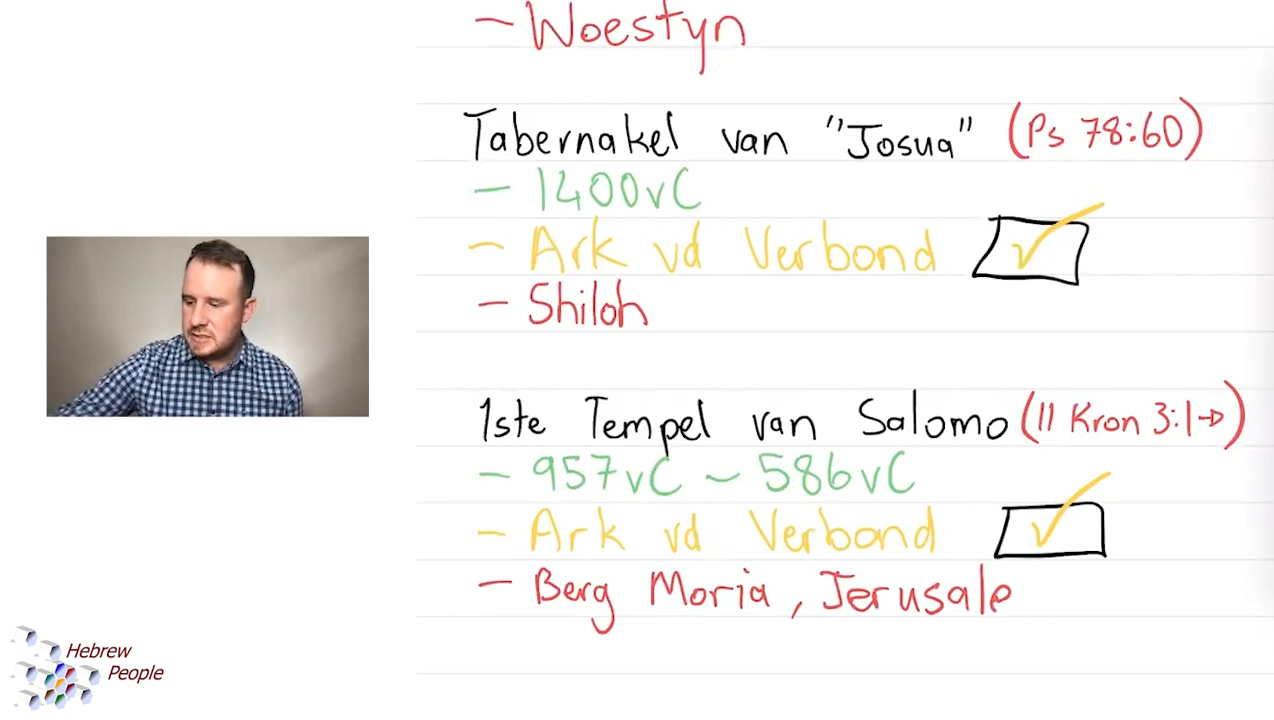 - Woestyn
Tabernakel van "Josua" (Ps 78:60)
- 1400vC
- Ark vd Verbond
- Shiloh
1ste Tempel van Salomo (II Kron 3:1→)
- 957vC - 586vC
- Ark vd Verbond
- Berg Moria, Jerusale
Hebrew
People